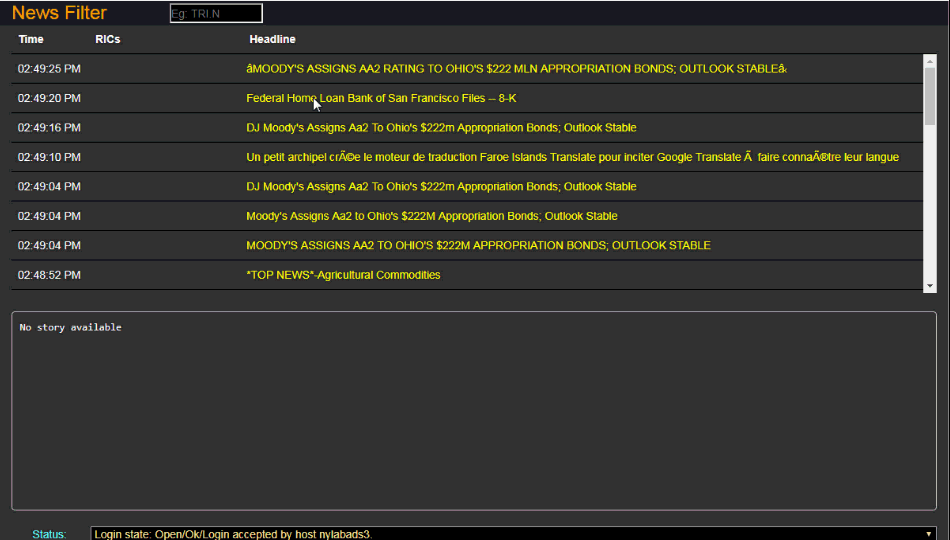 News Filter Eg: TRI.N
Time RICs Headline
02:49:25 PM âMOODY'S ASSIGNS AA2 RATING TO OHIO'S $222 MLN APPROPRIATION BONDS; OUTLOOK STABLEâ‹
02:49:20 PM Federal Home Loan Bank of San Francisco Files -- 8-K
02:49:16 PM DJ Moody's Assigns Aa2 To Ohio's $222m Appropriation Bonds; Outlook Stable
02:49:10 PM Un petit archipel crÃ©e le moteur de traduction Faroe Islands Translate pour inciter Google Translate Ã  faire connaÃ®tre leur langue
02:49:04 PM DJ Moody's Assigns Aa2 To Ohio's $222m Appropriation Bonds; Outlook Stable
02:49:04 PM Moody's Assigns Aa2 to Ohio's $222M Appropriation Bonds; Outlook Stable
02:49:04 PM MOODY'S ASSIGNS AA2 TO OHIO'S $222M APPROPRIATION BONDS; OUTLOOK STABLE
02:48:52 PM *TOP NEWS*-Agricultural Commodities
No story available
Status: Login state: Open/Ok/Login accepted by host nylabads3.